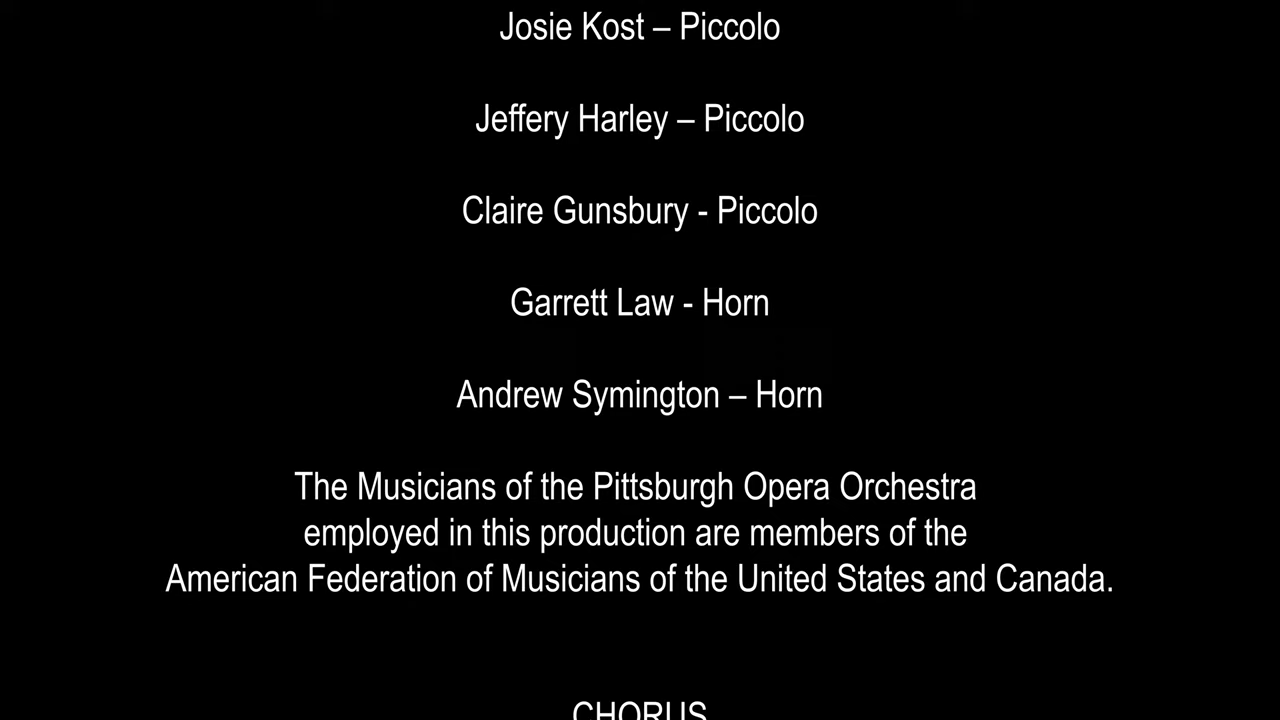 Josie Kost – Piccolo
Jeffery Harley – Piccolo
Claire Gunsbury - Piccolo
Garrett Law - Horn
Andrew Symington – Horn
The Musicians of the Pittsburgh Opera Orchestra
employed in this production are members of the
American Federation of Musicians of the United States and Canada.
CHORUS